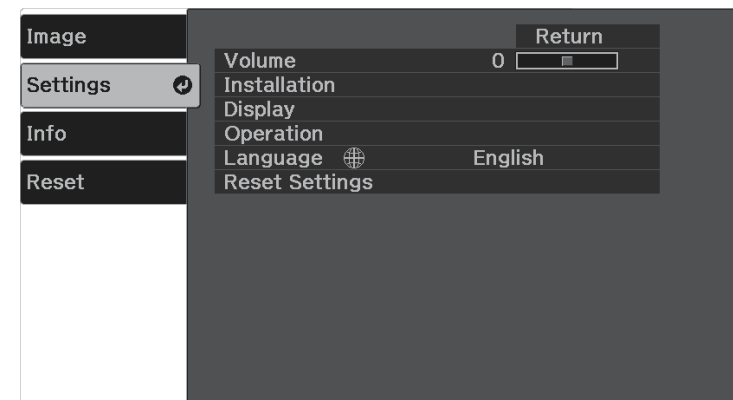 Image
Settings
Info
Reset
Return
Volume 0
Installation
Display
Operation
Language English
Reset Settings